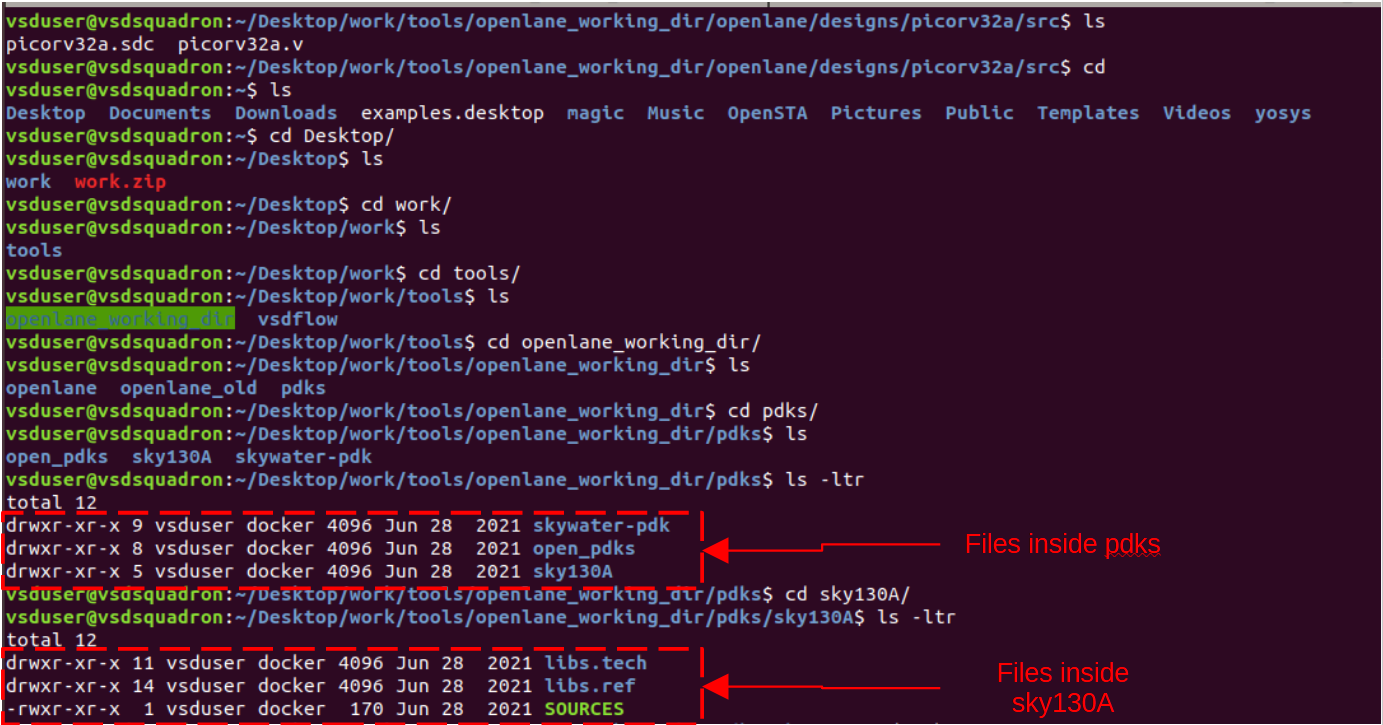 vsduser@vsdsquadron:~/Desktop/work/tools/openlane_working_dir/openlane/designs/picorv32a/src$ ls
picorv32a.sdc  picorv32a.v
vsduser@vsdsquadron:~/Desktop/work/tools/openlane_working_dir/openlane/designs/picorv32a/src$ cd
vsduser@vsdsquadron:~$ ls
Desktop  Documents  Downloads  examples.desktop  magic  Music  OpenSTA  Pictures  Public  Templates  Videos  yosys
vsduser@vsdsquadron:~$ cd Desktop/
vsduser@vsdsquadron:~/Desktop$ ls
work  work.zip
vsduser@vsdsquadron:~/Desktop$ cd work/
vsduser@vsdsquadron:~/Desktop/work$ ls
tools
vsduser@vsdsquadron:~/Desktop/work$ cd tools/
vsduser@vsdsquadron:~/Desktop/work/tools$ ls
openlane_working_dir  vsdflow
vsduser@vsdsquadron:~/Desktop/work/tools$ cd openlane_working_dir/
vsduser@vsdsquadron:~/Desktop/work/tools/openlane_working_dir$ ls
openlane  openlane_old  pdks
vsduser@vsdsquadron:~/Desktop/work/tools/openlane_working_dir$ cd pdks/
vsduser@vsdsquadron:~/Desktop/work/tools/openlane_working_dir/pdks$ ls
open_pdks  sky130A  skywater-pdk
vsduser@vsdsquadron:~/Desktop/work/tools/openlane_working_dir/pdks$ ls -ltr
total 12
drwxr-xr-x 9 vsduser docker 4096 Jun 28  2021 skywater-pdk
drwxr-xr-x 8 vsduser docker 4096 Jun 28  2021 open_pdks
drwxr-xr-x 5 vsduser docker 4096 Jun 28  2021 sky130A
Files inside pdks
vsduser@vsdsquadron:~/Desktop/work/tools/openlane_working_dir/pdks$ cd sky130A/
vsduser@vsdsquadron:~/Desktop/work/tools/openlane_working_dir/pdks/sky130A$ ls -ltr
total 12
drwxr-xr-x 11 vsduser docker 4096 Jun 28  2021 libs.tech
drwxr-xr-x 14 vsduser docker 4096 Jun 28  2021 libs.ref
-rwxr-xr-x  1 vsduser docker  170 Jun 28  2021 SOURCES
Files inside
sky130A